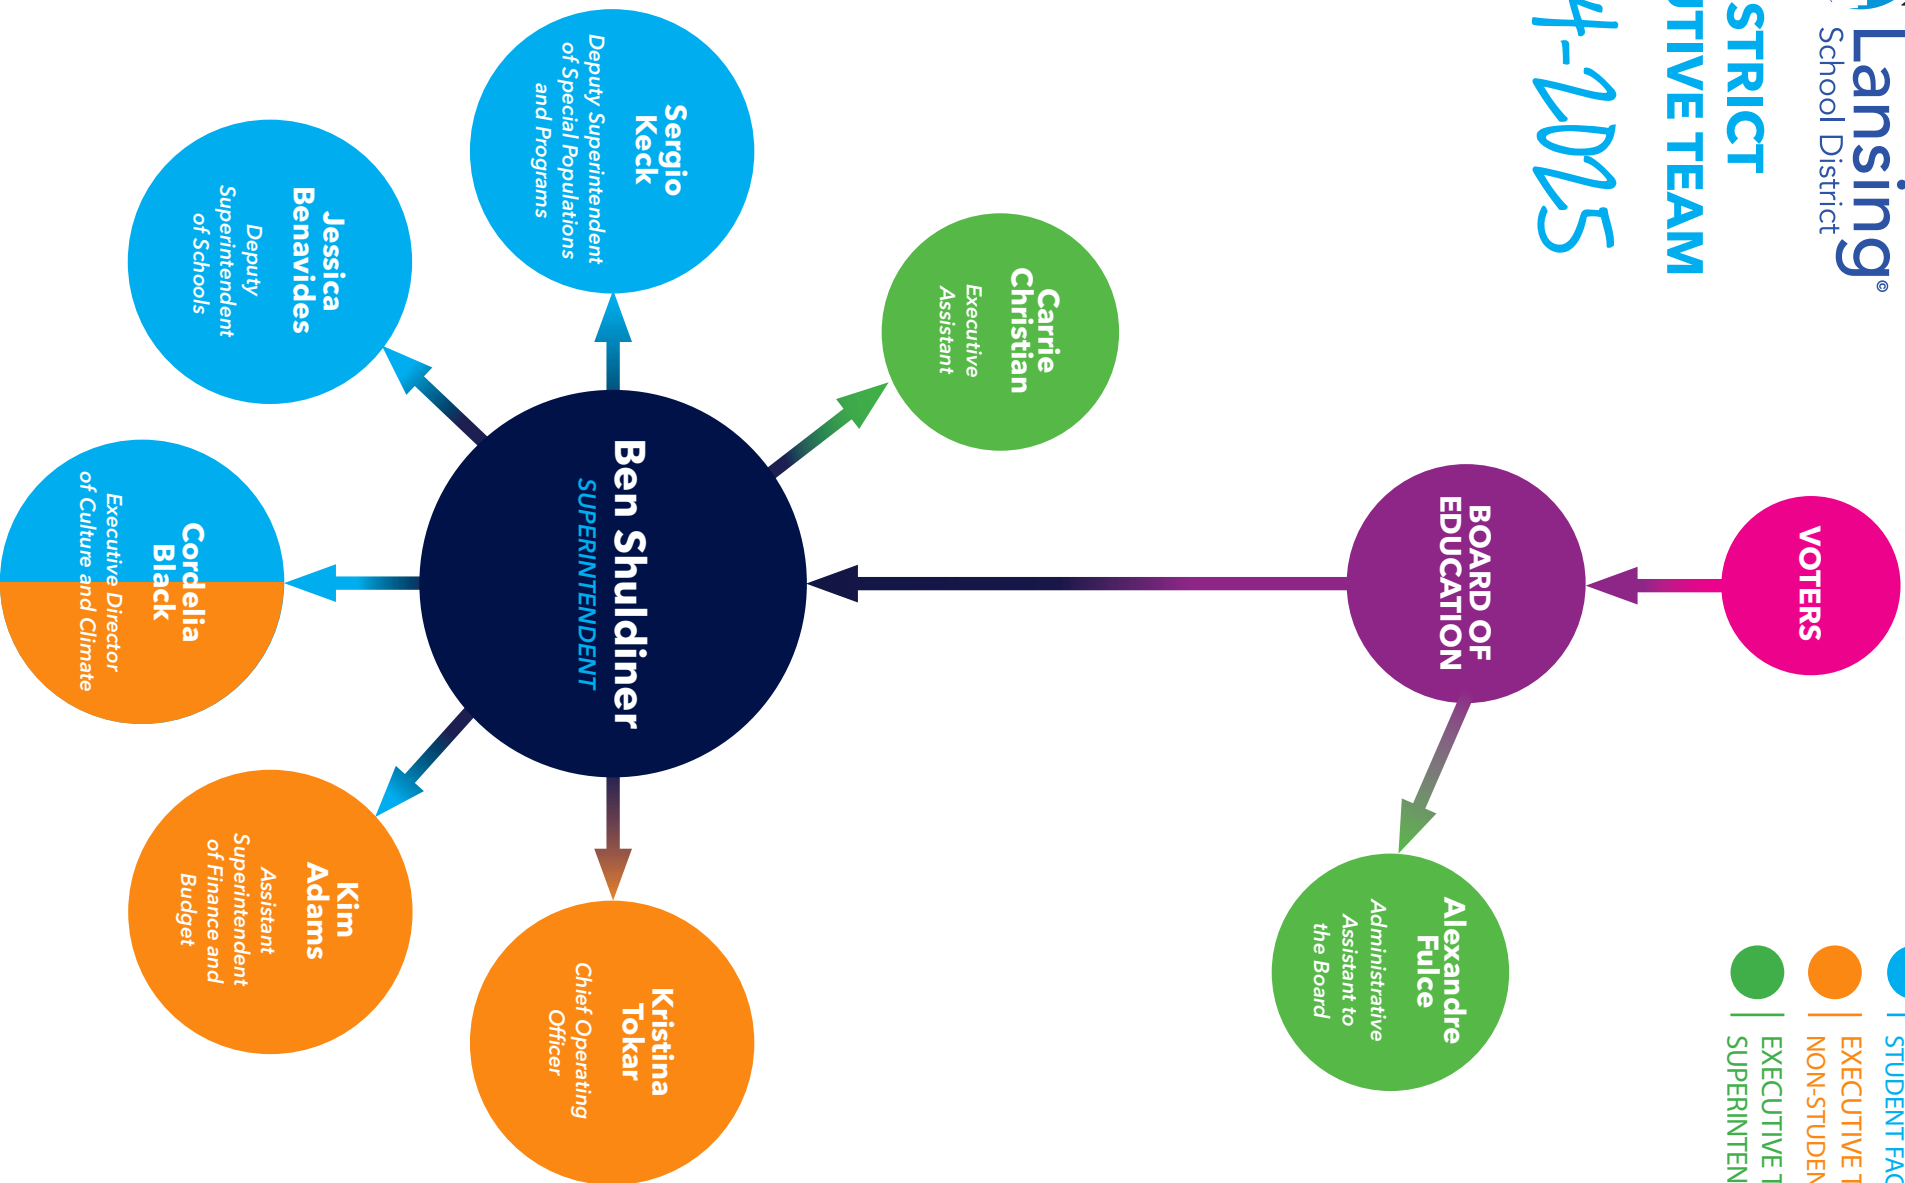 Lansing©
School District
STRICT
UTIVE TEAM
4-2025
VOTERS
BOARD OF
EDUCATION
Alexandre
Fulce
Administrative
Assistant to
the Board
Carrie
Christian
Executive
Assistant
Ben Shuldiner
SUPERINTENDENT
Sergio
Keck
Deputy Superintendent
of Special Populations
and Programs
Jessica
Benavides
Deputy
Superintendent
of Schools
Cordelia
Black
Executive Director
of Culture and Climate
Kim
Adams
Assistant
Superintendent
of Finance and
Budget
Kristina
Tokar
Chief Operating
Officer
STUDENT FAC
EXECUTIVE T
NON-STUDEN
EXECUTIVE T
SUPERINTEN